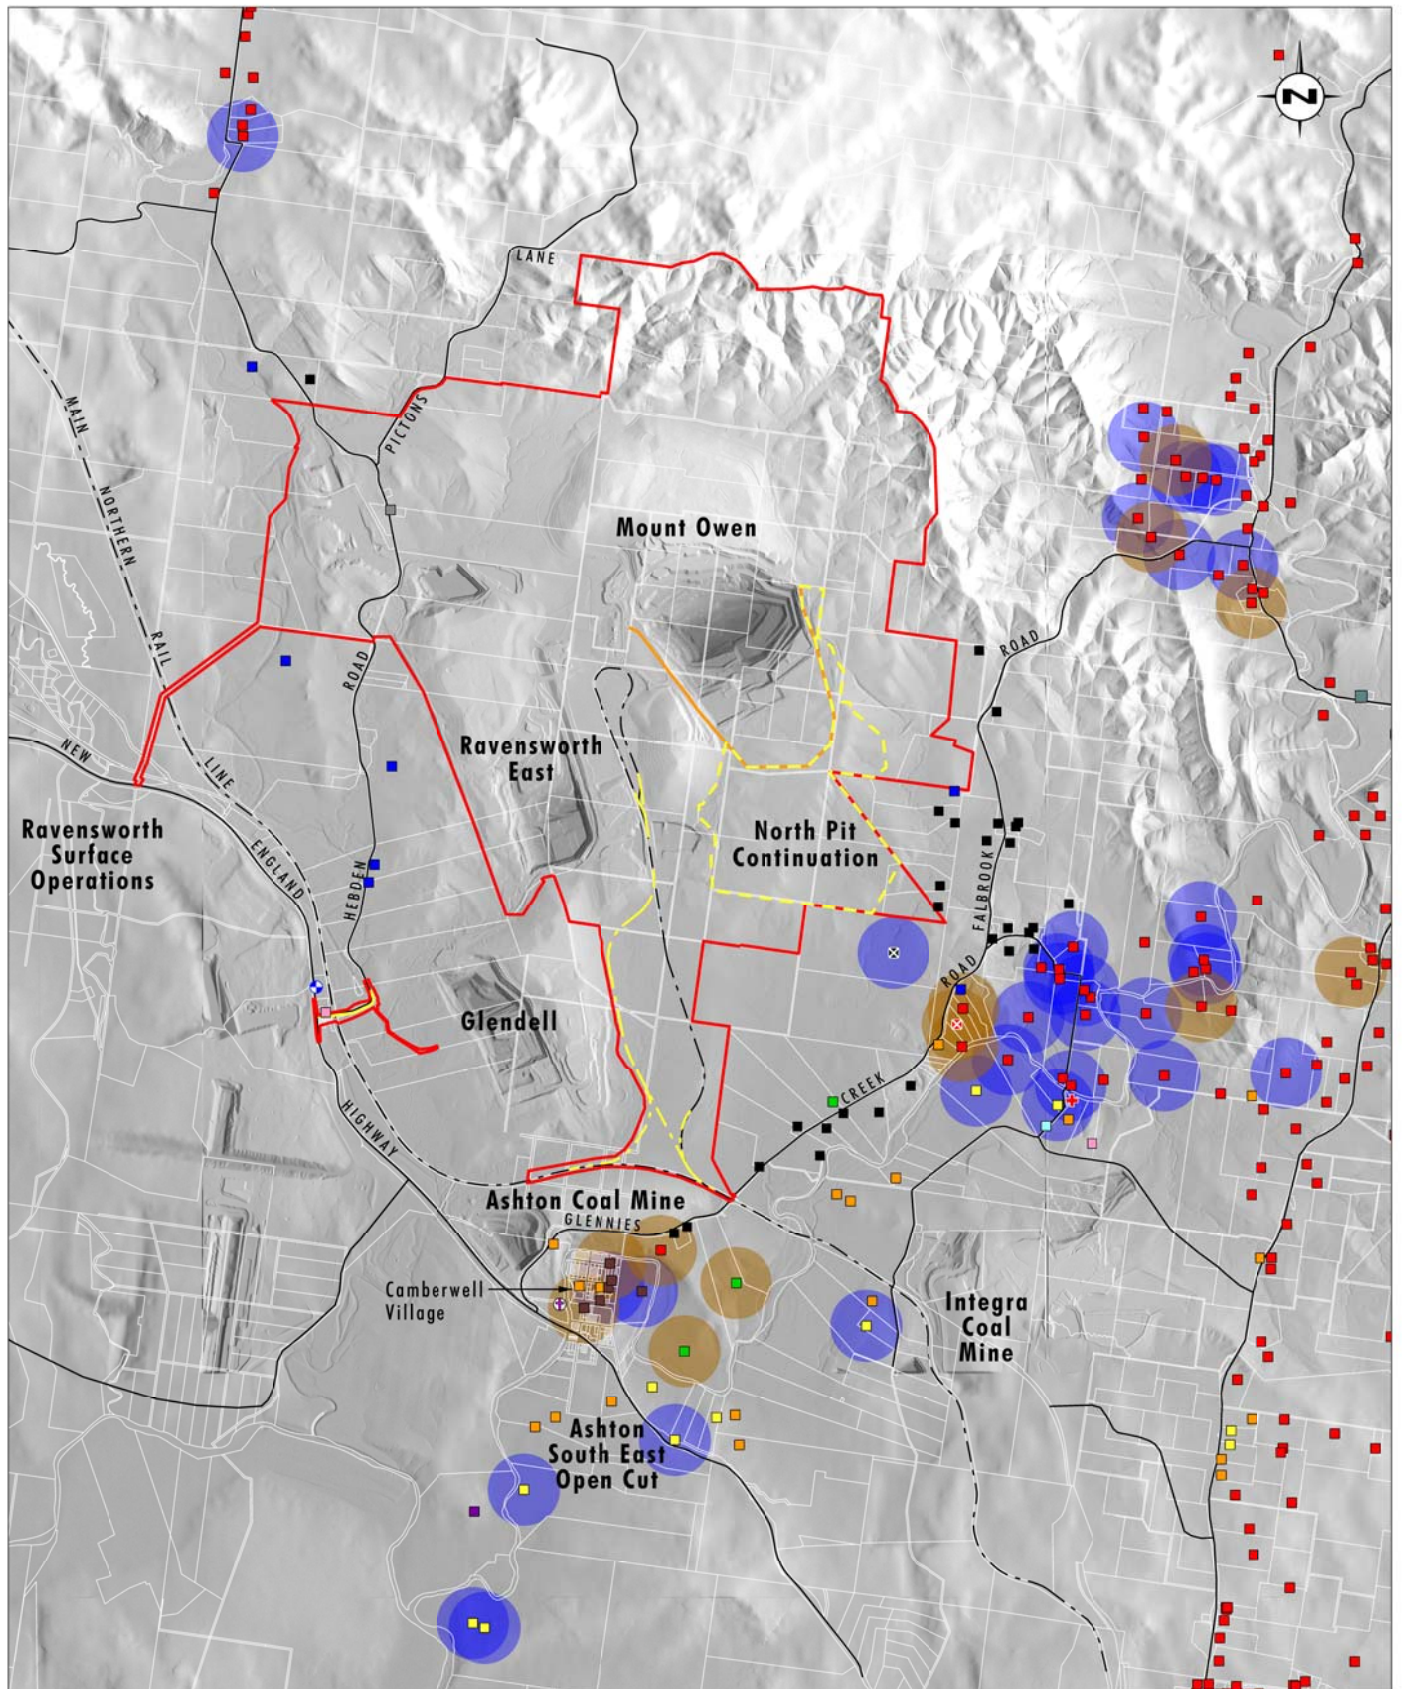 N
LANE
PICTONS
MAIN
NORTHERN
RAIL
LINE
Mount Owen
ROAD
ROAD
NEW
ENGLAND
HIGHWAY
Ravensworth
East
Ravensworth
Surface
Operations
North Pit
Continuation
HEBDEN
FALBROOK
ROAD
Glendell
CREEK
Ashton Coal Mine
GLENNIES
Camberwell
Village
Integra
Coal
Mine
Ashton
South East
Open Cut